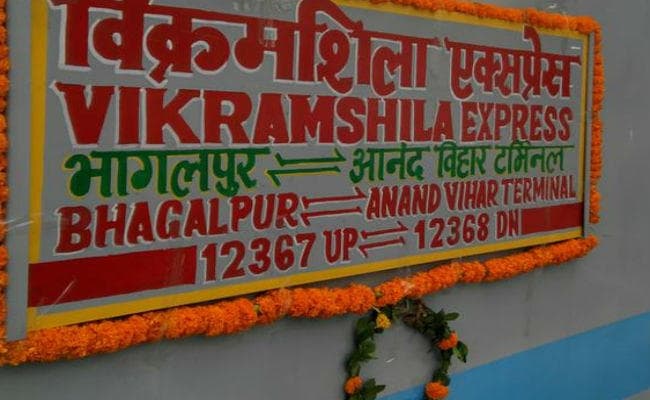 विक्रमशिला एक्सप्रेस
VIKRAMSHILA EXPRESS
भागलपुर ⇌ आनंद विहार टर्मिनल
BHAGALPUR ⇌ ANAND VIHAR TERMINAL
12367 UP ⇌ 12368 DN